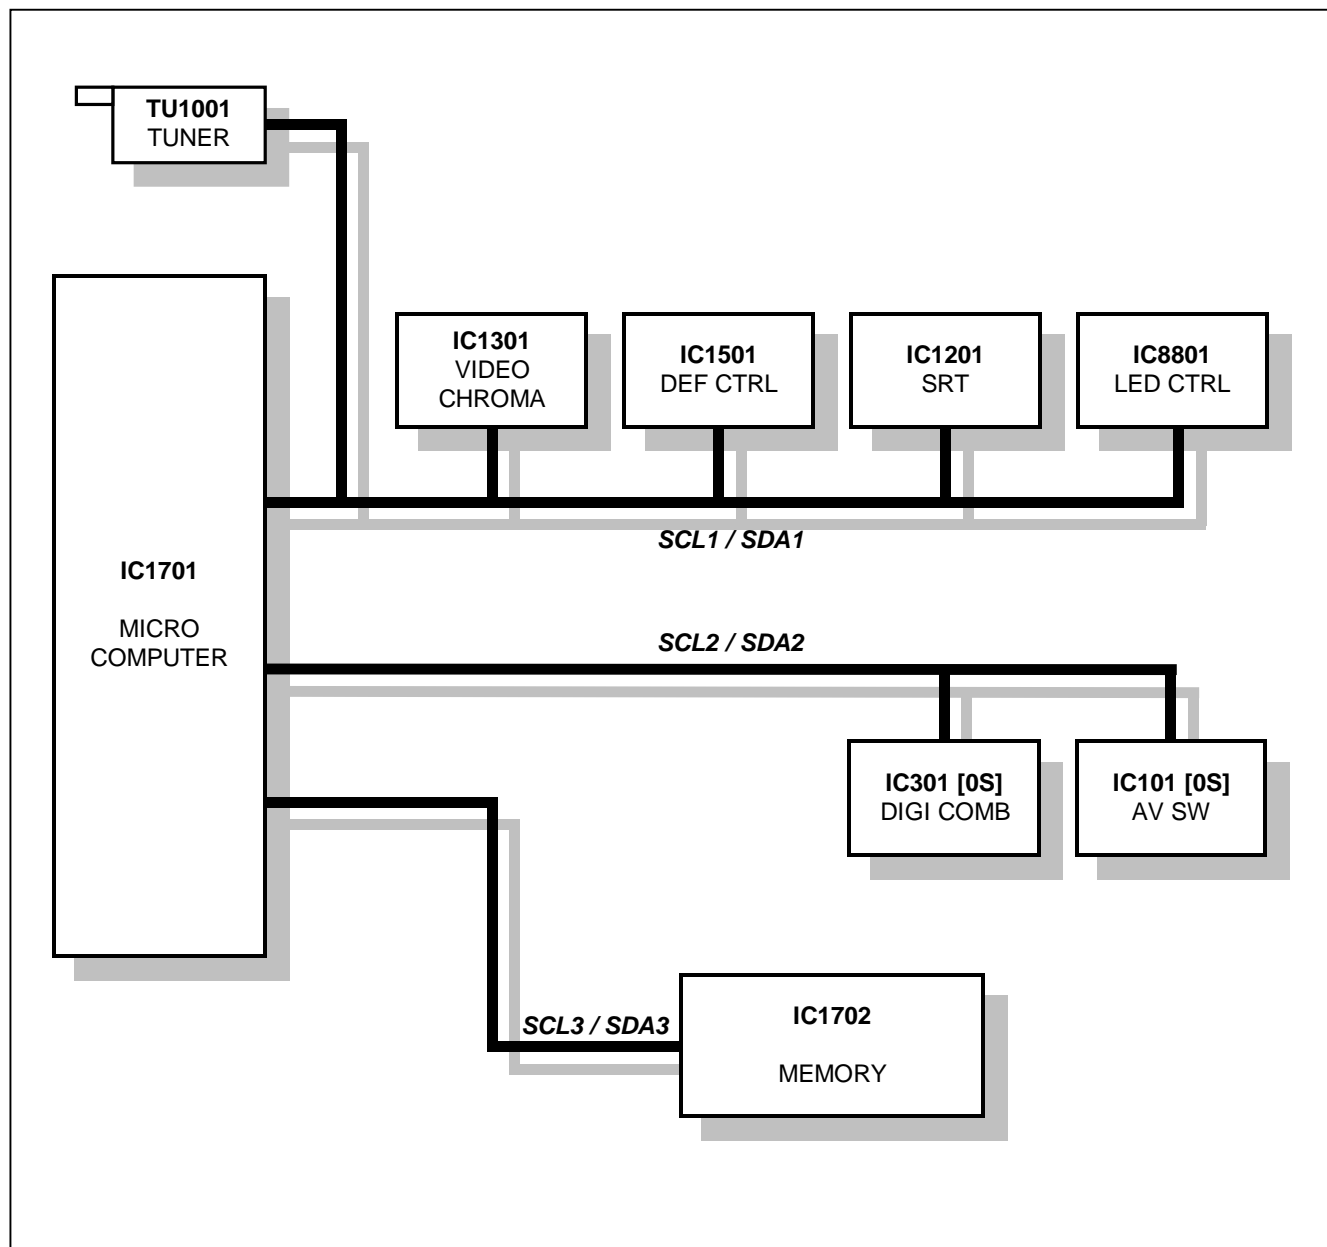 TU1001
TUNER
IC1301
VIDEO
CHROMA
IC1501
DEF CTRL
IC1201
SRT
IC8801
LED CTRL
SCL1 / SDA1
IC1701
MICRO
COMPUTER
SCL2 / SDA2
IC301 [0S]
DIGI COMB
IC101 [0S]
AV SW
SCL3 / SDA3
IC1702
MEMORY